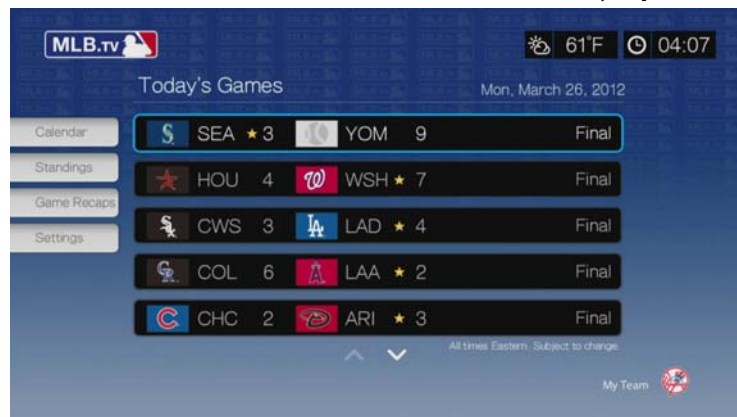 MLB.TV
61°F 04:07
Today's Games
Mon, March 26, 2012
Calendar
Standings
Game Recaps
Settings
SEA ★ 3 YOM 9 Final
HOU 4 WSH ★ 7 Final
CWS 3 LAD ★ 4 Final
COL 6 LAA ★ 2 Final
CHC 2 ARI ★ 3 Final
All times Eastern. Subject to change.
My Team